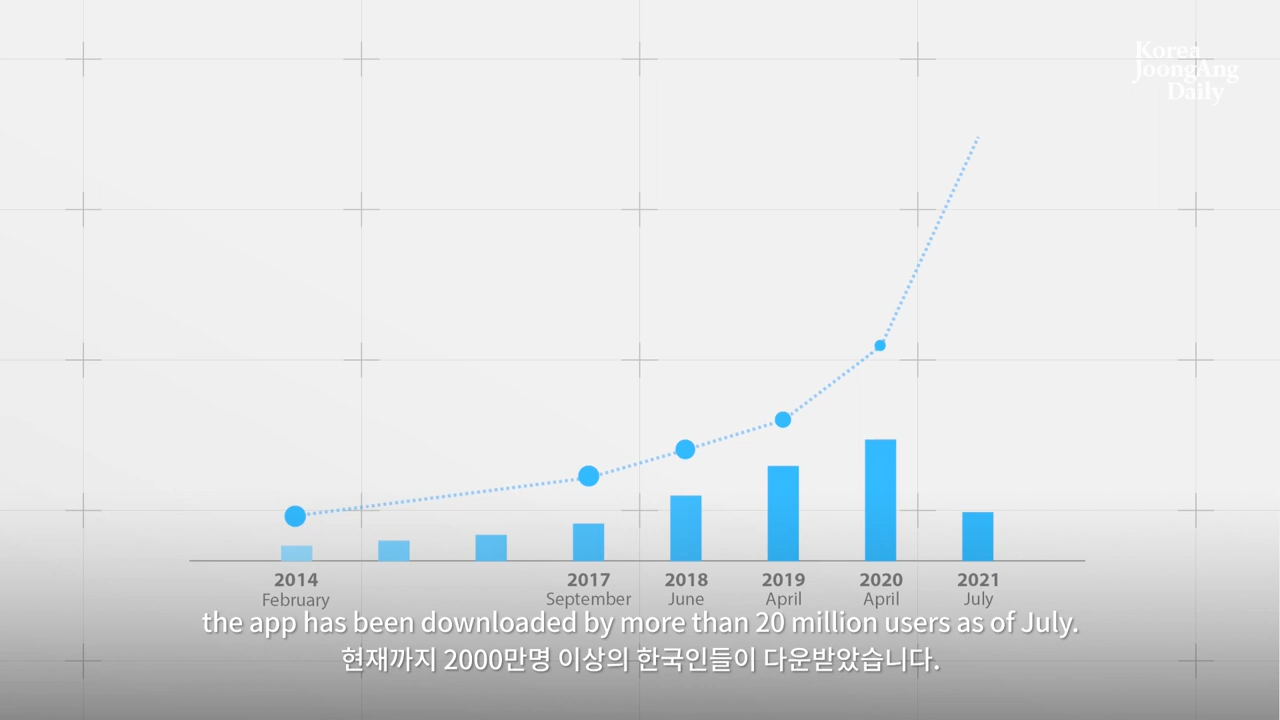 Korea
JoongAng
Daily
2014 2017 2018 2019 2020 2021
February September June April April July
the app has been downloaded by more than 20 million users as of July.
현재까지 2000만명 이상의 한국인들이 다운받았습니다.